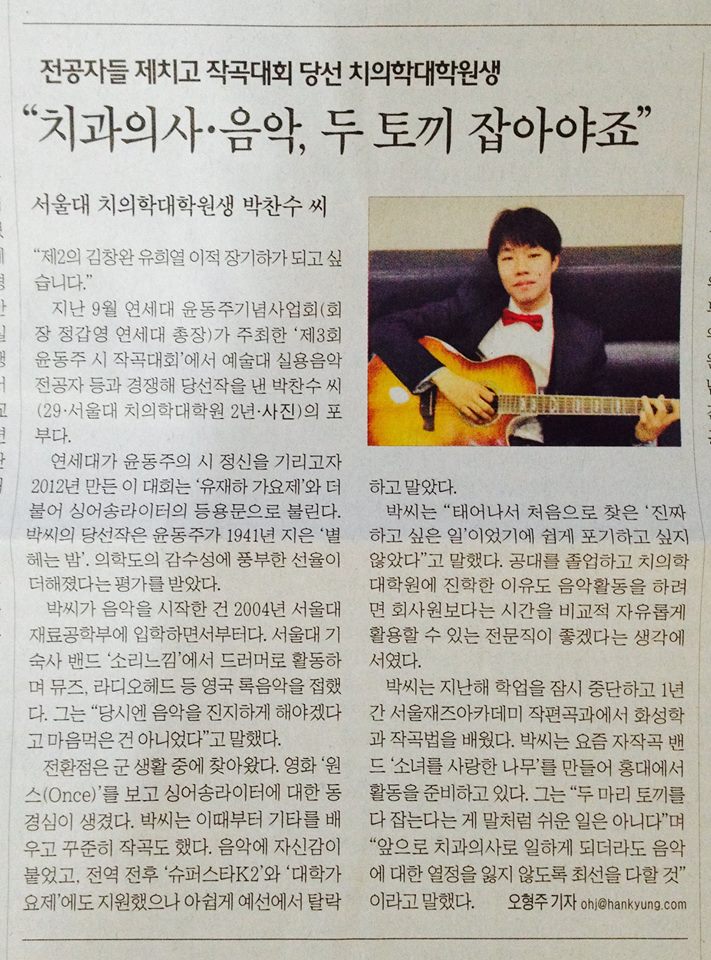 전공자들 제치고 작곡대회 당선 치의학대학원생
“치과의사·음악, 두 토끼 잡아야죠”
서울대 치의학대학원생 박찬수 씨
“제2의 김창완 유희열 이적 장기하가 되고 싶
습니다.”
지난 9월 연세대 윤동주기념사업회(회
장 정갑영 연세대 총장)가 주최한 ‘제3회
윤동주 시 작곡대회’에서 예술대 실용음악
전공자 등과 경쟁해 당선작을 낸 박찬수 씨
(29·서울대 치의학대학원 2년·사진)의 포
부다.
연세대가 윤동주의 시 정신을 기리고자
2012년 만든 이 대회는 ‘유재하 가요제’와 더
불어 싱어송라이터의 등용문으로 불린다.
박씨의 당선작은 윤동주가 1941년 지은 ‘별
헤는 밤’. 의학도의 감수성에 풍부한 선율이
더해졌다는 평가를 받았다.
박씨가 음악을 시작한 건 2004년 서울대
재료공학부에 입학하면서부터다. 서울대 기
숙사 밴드 ‘소리느낌’에서 드러머로 활동하
며 뮤즈, 라디오헤드 등 영국 록음악을 접했
다. 그는 “당시엔 음악을 진지하게 해야겠다
고 마음먹은 건 아니었다”고 말했다.
전환점은 군 생활 중에 찾아왔다. 영화 ‘원
스(Once)’를 보고 싱어송라이터에 대한 동
경심이 생겼다. 박씨는 이때부터 기타를 배
우고 꾸준히 작곡도 했다. 음악에 자신감이
붙었고, 전역 전후 ‘슈퍼스타K2’와 ‘대학가
요제’에도 지원했으나 아쉽게 예선에서 탈락
하고 말았다.
박씨는 “태어나서 처음으로 찾은 ‘진짜
하고 싶은 일’이었기에 쉽게 포기하고 싶지
않았다”고 말했다. 공대를 졸업하고 치의학
대학원에 진학한 이유도 음악활동을 하려
면 회사원보다는 시간을 비교적 자유롭게
활용할 수 있는 전문직이 좋겠다는 생각에
서였다.
박씨는 지난해 학업을 잠시 중단하고 1년
간 서울재즈아카데미 작편곡과에서 화성학
과 작곡법을 배웠다. 박씨는 요즘 자작곡 밴
드 ‘소녀를 사랑한 나무’를 만들어 홍대에서
활동을 준비하고 있다. 그는 “두 마리 토끼를
다 잡는다는 게 말처럼 쉬운 일은 아니다”며
“앞으로 치과의사로 일하게 되더라도 음악
에 대한 열정을 잃지 않도록 최선을 다할 것”
이라고 말했다. 오형주 기자 ohj@hankyung.com